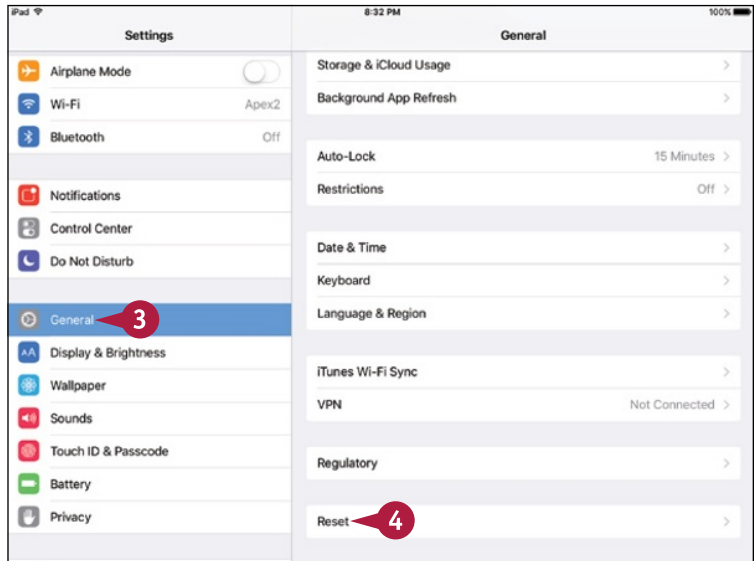 iPad
8:32 PM
100%
Settings
Airplane Mode
Wi-Fi Apex2
Bluetooth Off
Notifications
Control Center
Do Not Disturb
General 3
AA Display & Brightness
Wallpaper
Sounds
Touch ID & Passcode
Battery
Privacy
General
Storage & iCloud Usage
Background App Refresh
Auto-Lock 15 Minutes
Restrictions Off
Date & Time
Keyboard
Language & Region
iTunes Wi-Fi Sync
VPN Not Connected
Regulatory
Reset 4